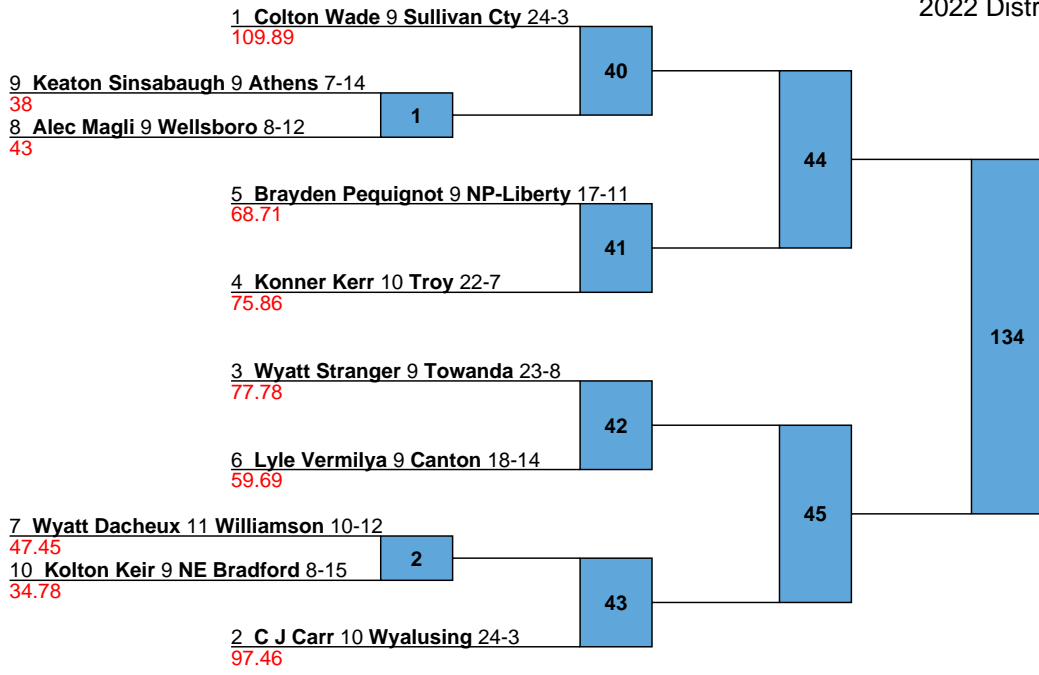 2022 Distr
1 Colton Wade 9 Sullivan Cty 24-3
109.89
40
9 Keaton Sinsabaugh 9 Athens 7-14
38
1
8 Alec Magli 9 Wellsboro 8-12
43
44
5 Brayden Pequignot 9 NP-Liberty 17-11
68.71
41
4 Konner Kerr 10 Troy 22-7
75.86
134
3 Wyatt Stranger 9 Towanda 23-8
77.78
42
6 Lyle Vermilya 9 Canton 18-14
59.69
45
7 Wyatt Dacheux 11 Williamson 10-12
47.45
2
10 Kolton Keir 9 NE Bradford 8-15
34.78
43
2 C J Carr 10 Wyalusing 24-3
97.46